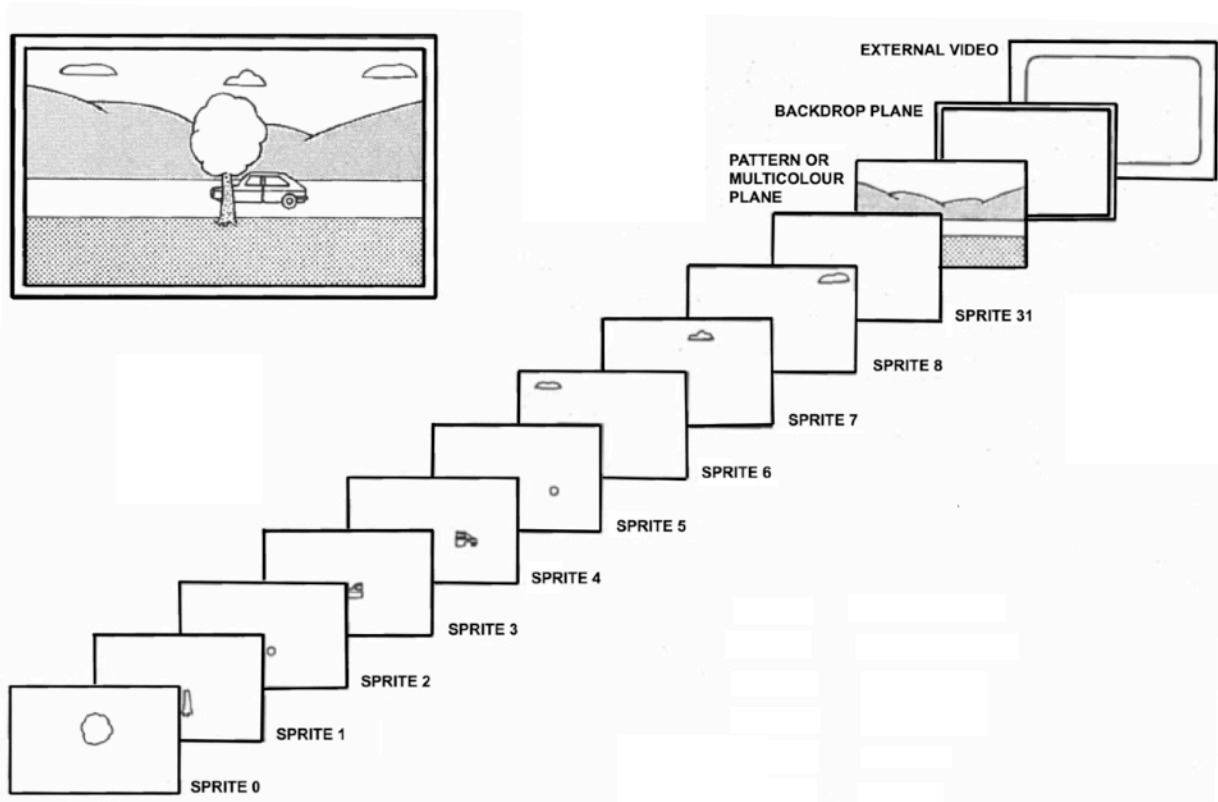 EXTERNAL VIDEO
BACKDROP PLANE
PATTERN OR
MULTICOLOUR
PLANE
SPRITE 31
SPRITE 8
SPRITE 7
SPRITE 6
SPRITE 5
SPRITE 4
SPRITE 3
SPRITE 2
SPRITE 1
SPRITE 0